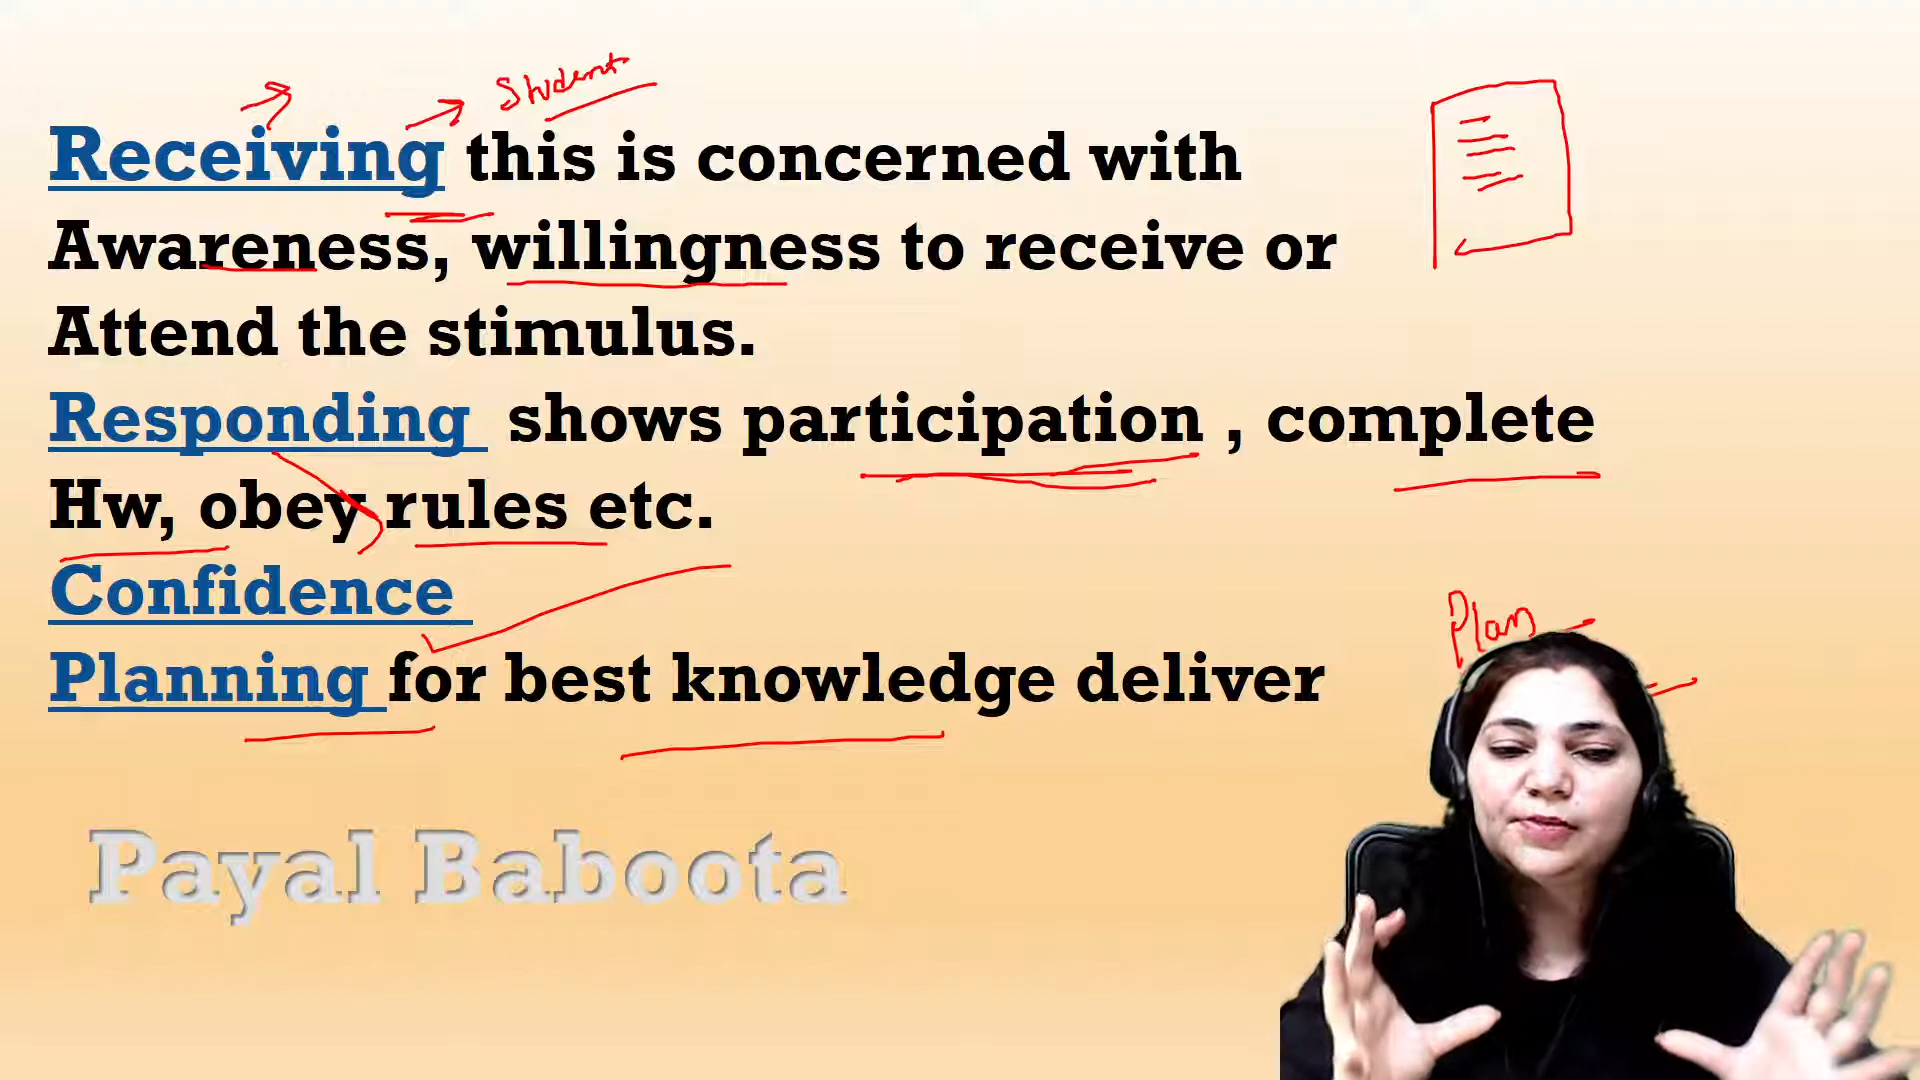 Student
Receiving this is concerned with
Awareness, willingness to receive or
Attend the stimulus.
Responding shows participation , complete
Hw, obey rules etc.
Confidence
Plan
Planning for best knowledge deliver
Payal Baboota